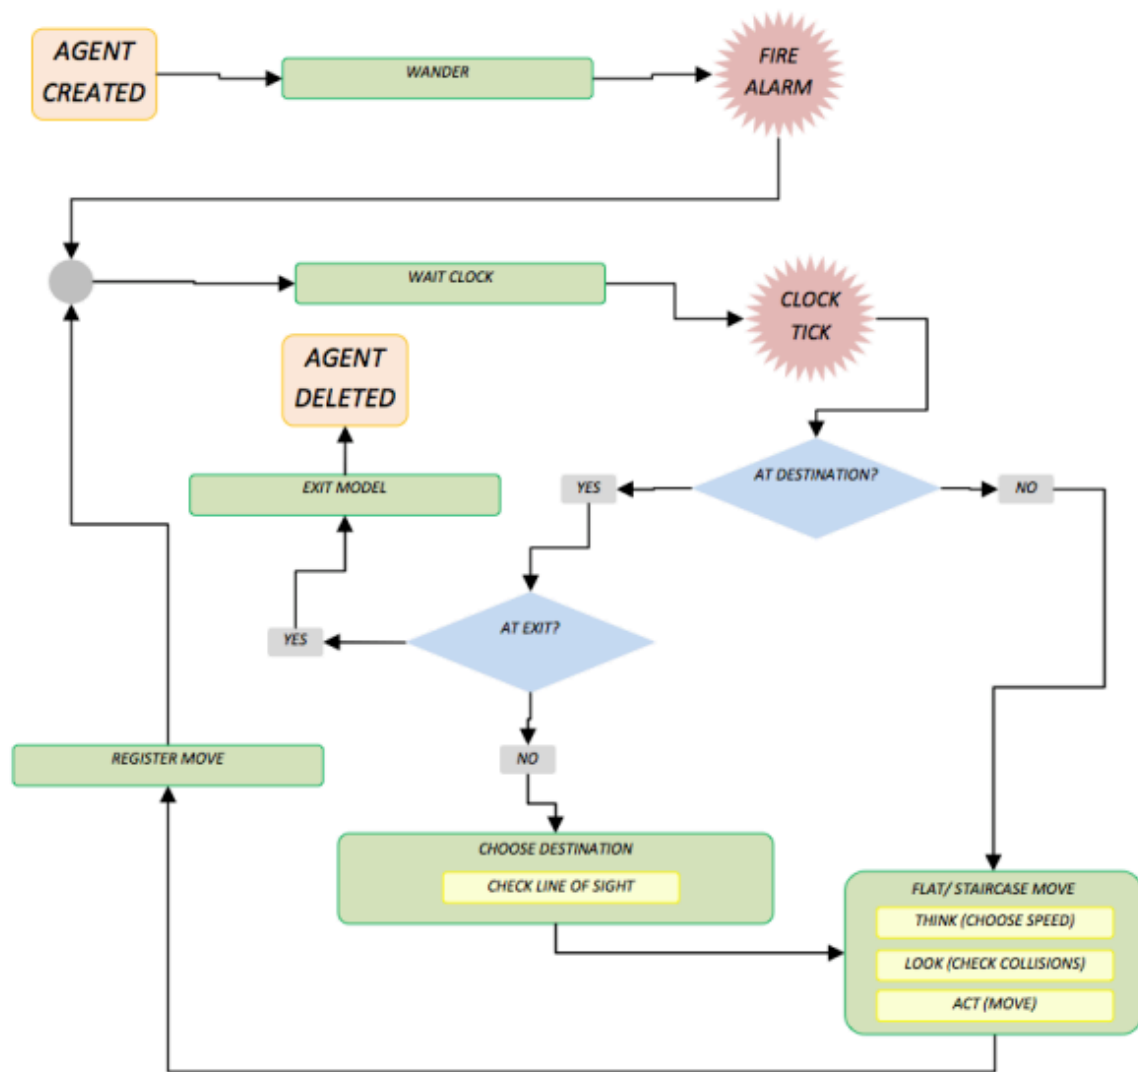 AGENT
CREATED
WANDER
FIRE
ALARM
WAIT CLOCK
CLOCK
TICK
AGENT
DELETED
AT DESTINATION?
YES
NO
EXIT MODEL
AT EXIT?
YES
NO
REGISTER MOVE
CHOOSE DESTINATION
CHECK LINE OF SIGHT
FLAT/ STAIRCASE MOVE
THINK (CHOOSE SPEED)
LOOK (CHECK COLLISIONS)
ACT (MOVE)